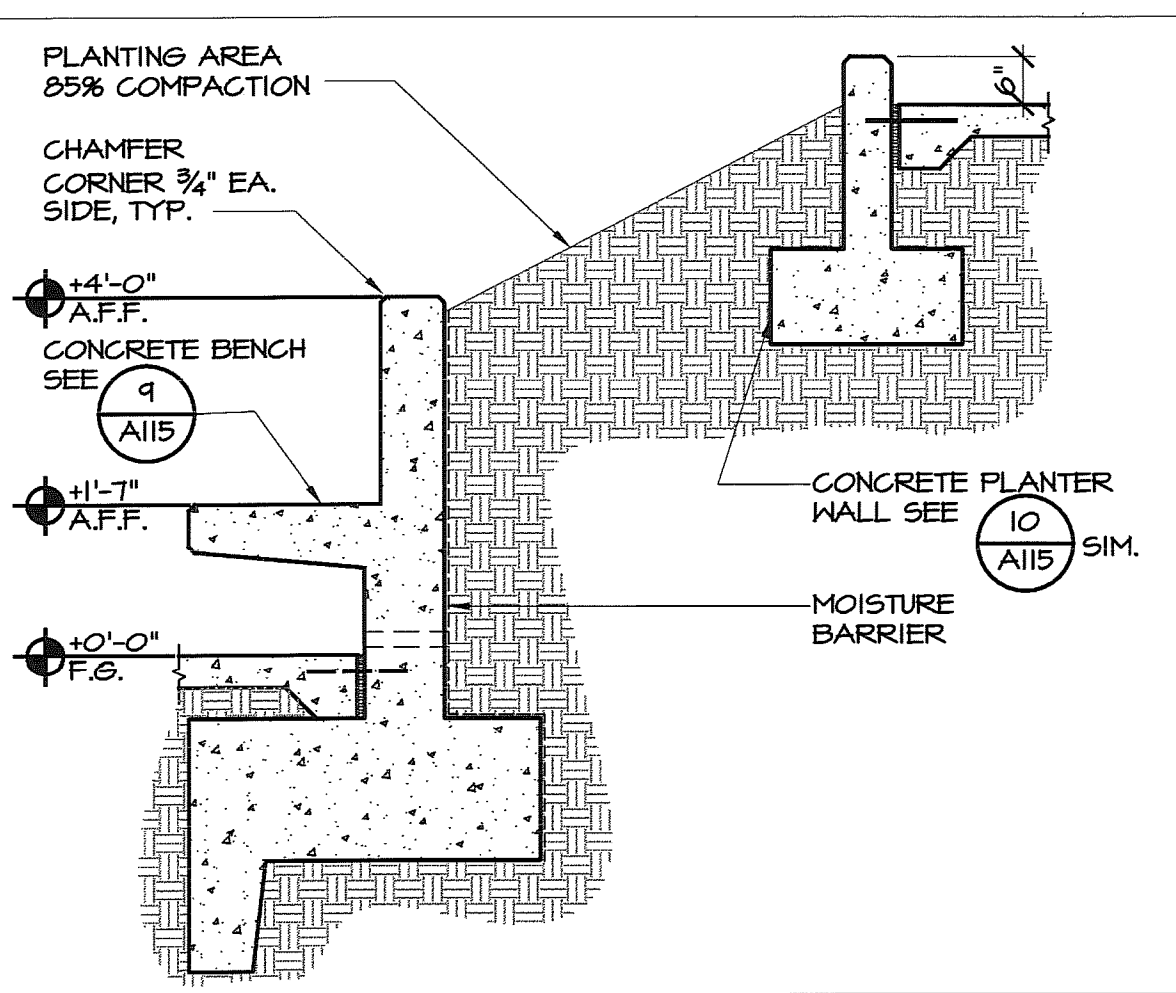 PLANTING AREA
85% COMPACTION
6"
CHAMFER
CORNER ¾" EA.
SIDE, TYP.
+4'-0"
A.F.F.
CONCRETE BENCH
SEE
9
A115
+1'-7"
A.F.F.
CONCRETE PLANTER
WALL SEE
10
A115
SIM.
MOISTURE
BARRIER
+0'-0"
F.G.